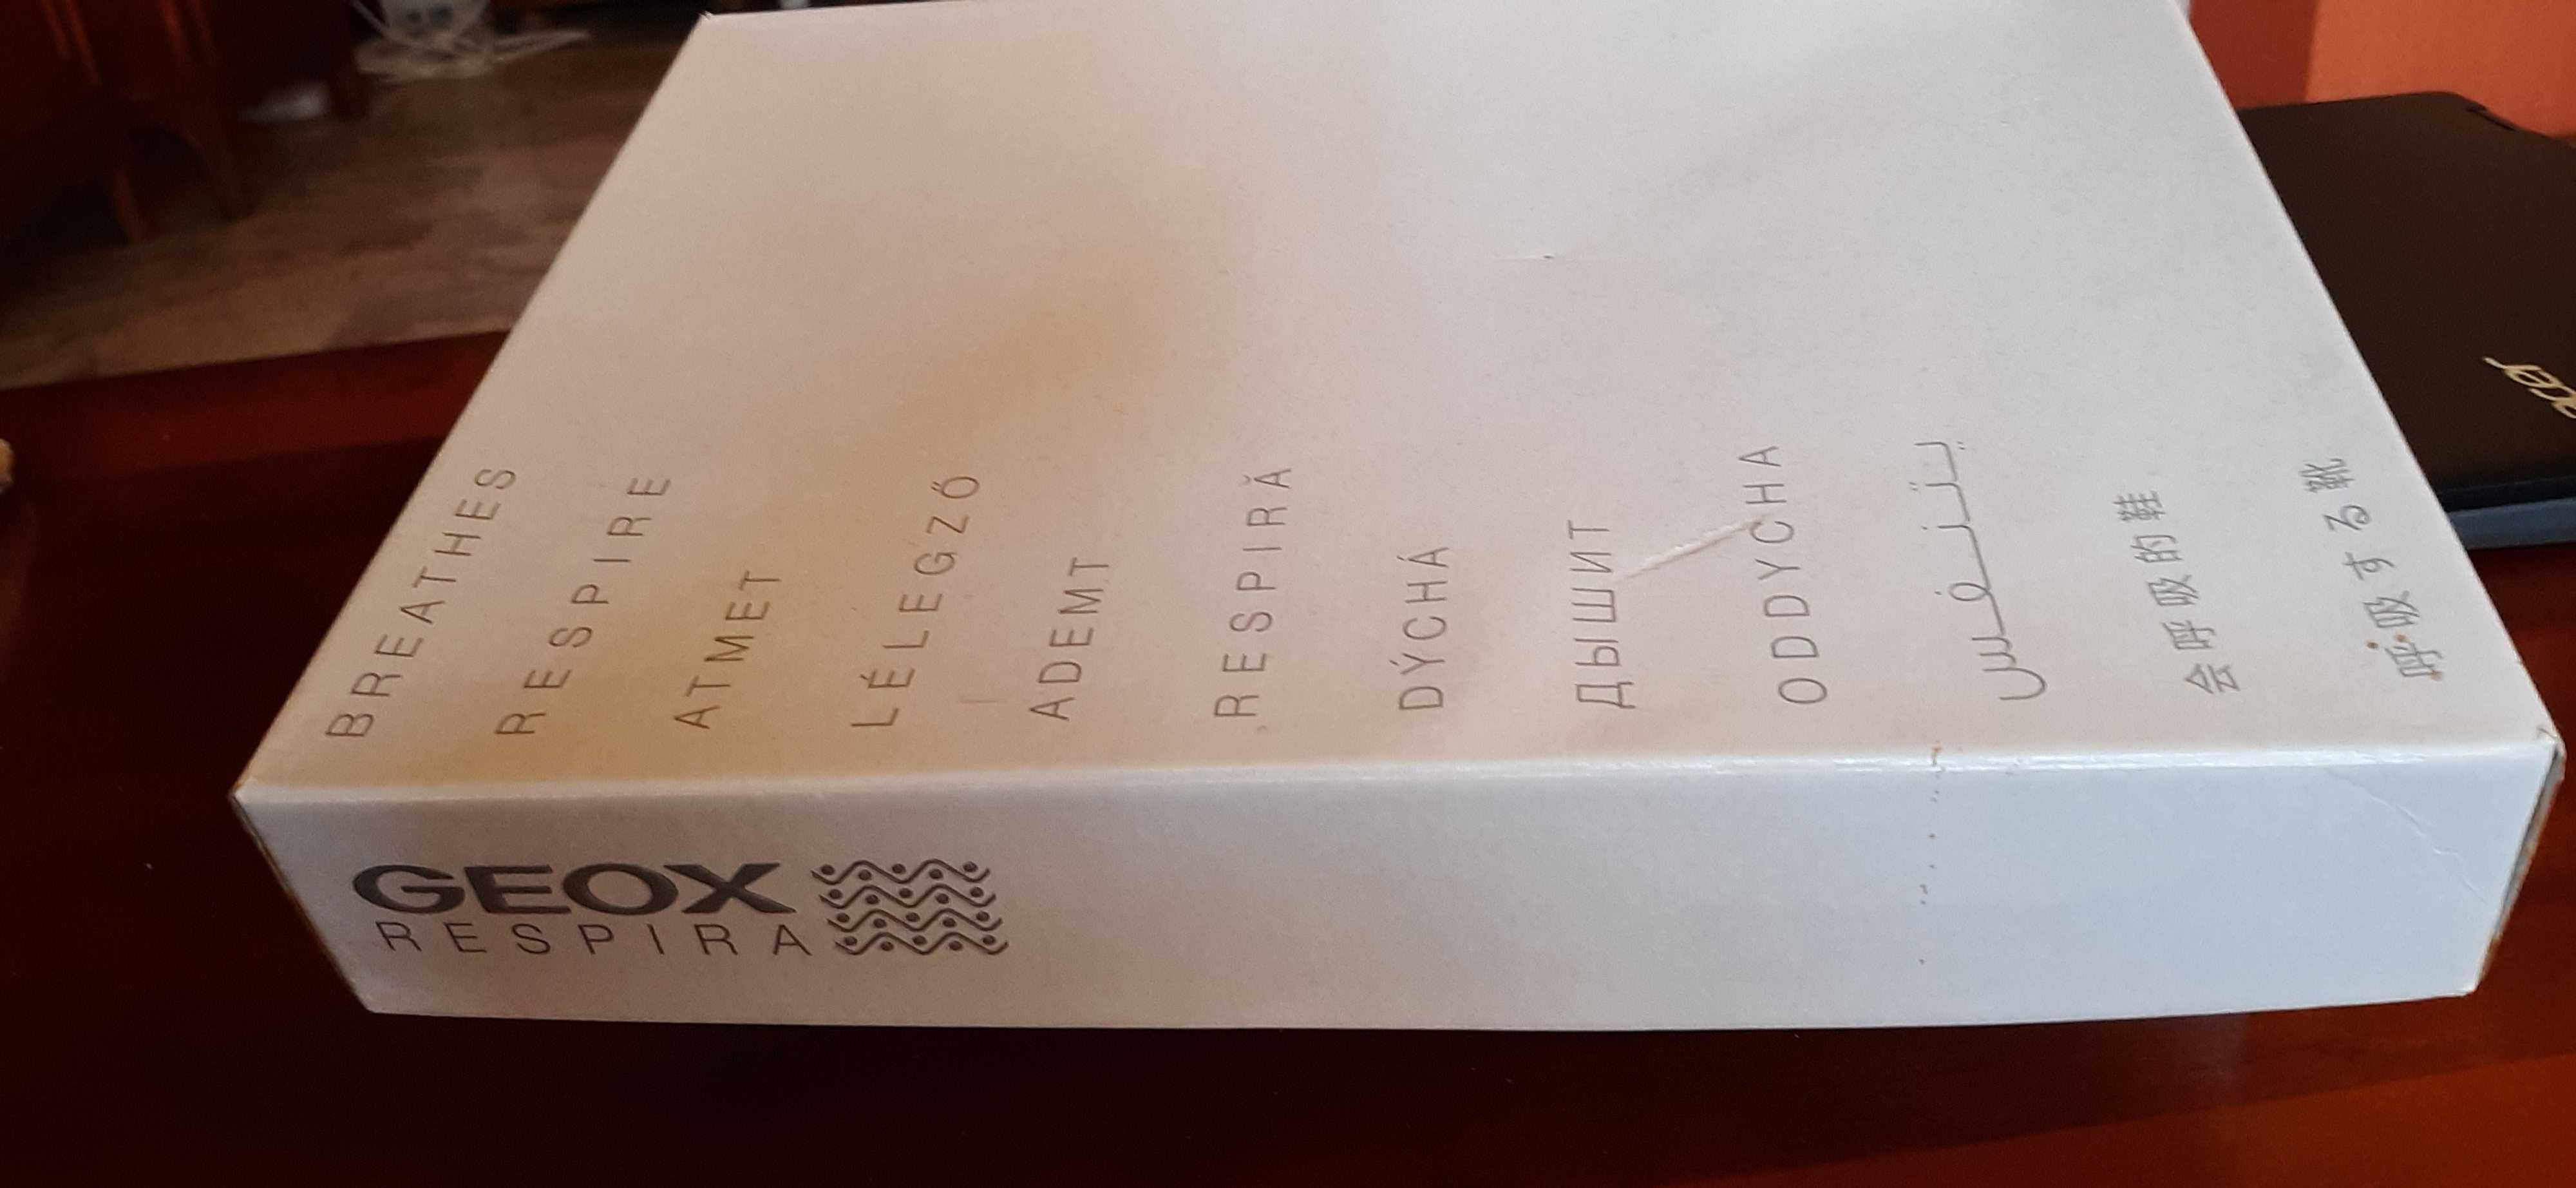 BREATHES
RESPIRE
ATMET
LÉLEGZŐ
ADEMT
RESPIRĂ
DÝCHÁ
ДЫШИТ
ODDYCHA
يتنفس
会呼吸的鞋
呼吸する靴
GEOX
RESPIRA
acer